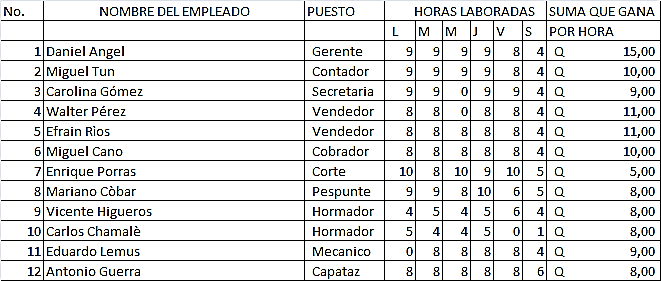 No. NOMBRE DEL EMPLEADO PUESTO HORAS LABORADAS SUMA QUE GANA
L M M J V S POR HORA
1 Daniel Angel Gerente 9 9 9 9 8 4 Q 15,00
2 Miguel Tun Contador 9 9 9 9 8 4 Q 10,00
3 Carolina Gómez Secretaria 9 9 0 9 9 4 Q 9,00
4 Walter Pérez Vendedor 8 8 0 8 8 4 Q 11,00
5 Efrain Rìos Vendedor 8 8 8 8 8 4 Q 11,00
6 Miguel Cano Cobrador 8 8 8 8 8 4 Q 10,00
7 Enrique Porras Corte 10 8 10 9 10 5 Q 5,00
8 Mariano Còbar Pespunte 9 9 8 10 6 5 Q 8,00
9 Vicente Higueros Hormador 4 5 4 5 6 4 Q 8,00
10 Carlos Chamalè Hormador 5 4 4 5 0 1 Q 8,00
11 Eduardo Lemus Mecanico 0 8 8 8 8 4 Q 9,00
12 Antonio Guerra Capataz 8 8 8 8 8 6 Q 8,00